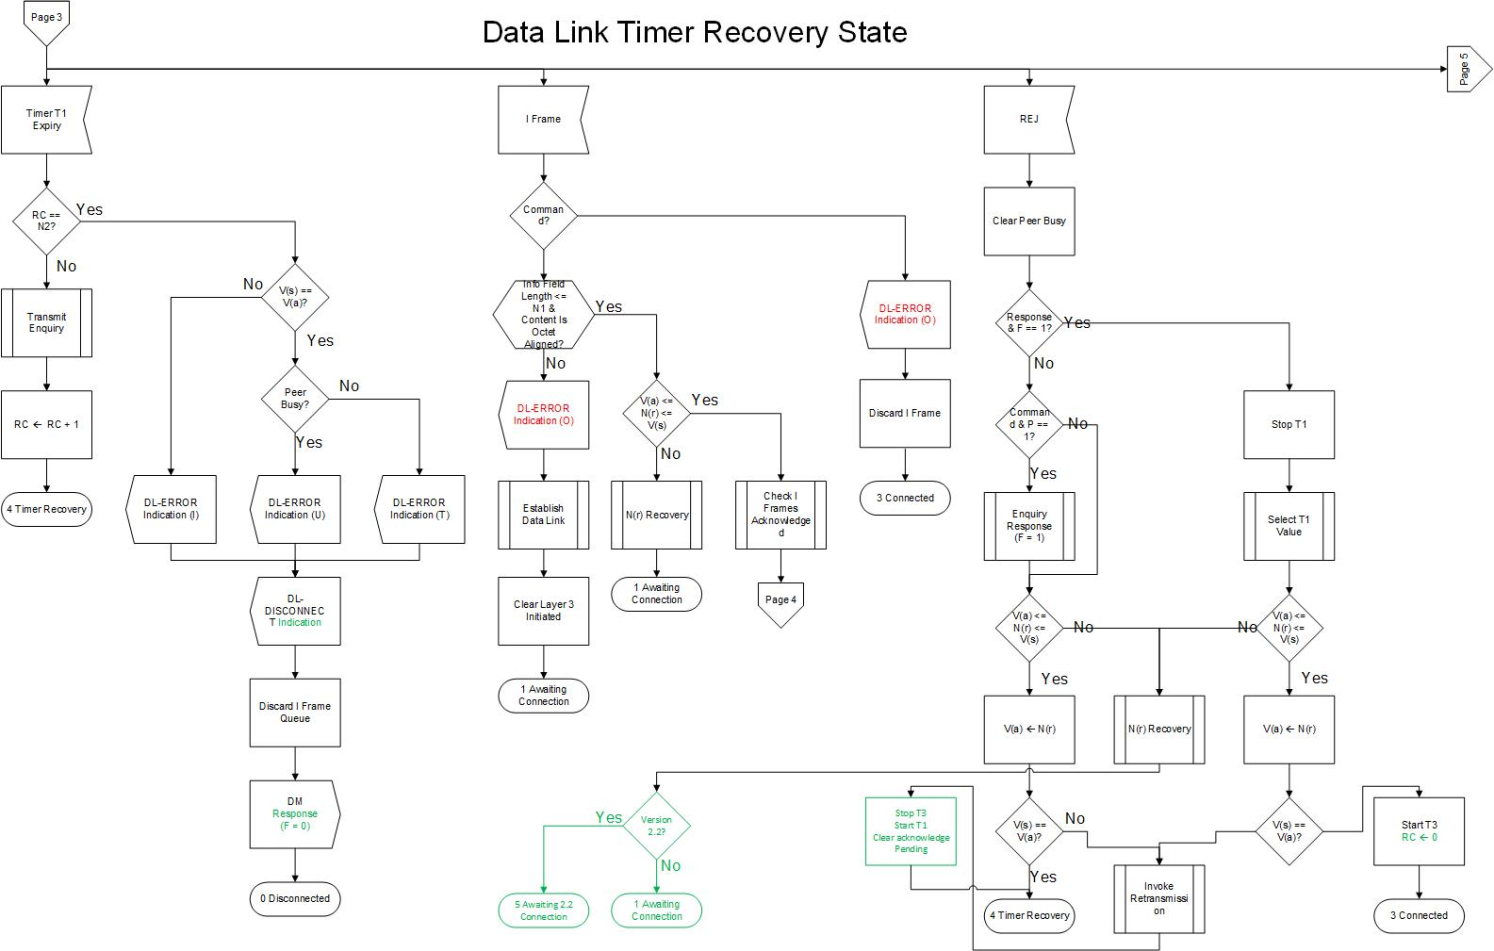 Page 3
Data Link Timer Recovery State
Page 5
Timer T1
Expiry
I Frame
REJ
RC ==
N2?
Yes
No
Transmit
Enquiry
RC ← RC + 1
4 Timer Recovery
V(s) ==
V(a)?
No
Yes
Peer
Busy?
No
Yes
DL-ERROR
Indication (I)
DL-ERROR
Indication (U)
DL-ERROR
Indication (T)
DL-
DISCONNEC
T Indication
Discard I Frame
Queue
DM
Response
(F = 0)
0 Disconnected
Comman
d?
Info Field
Length <=
N1 &
Content Is
Octet
Aligned?
Yes
No
DL-ERROR
Indication (O)
Establish
Data Link
Clear Layer 3
Initiated
1 Awaiting
Connection
V(a) <=
N(r) <=
V(s)
Yes
No
N(r) Recovery
1 Awaiting
Connection
Check I
Frames
Acknowledge
d
Page 4
DL-ERROR
Indication (O)
Discard I Frame
3 Connected
Clear Peer Busy
Response
& F == 1?
Yes
No
Comman
d & P ==
1?
No
Yes
Enquiry
Response
(F = 1)
V(a) <=
N(r) <=
V(s)
No
Yes
V(a) ← N(r)
N(r) Recovery
Stop T1
Select T1
Value
V(a) <=
N(r) <=
V(s)
No
Yes
V(a) ← N(r)
Version
2.2?
Yes
No
5 Awaiting 2.2
Connection
1 Awaiting
Connection
Stop T3
Start T1
Clear acknowledge
Pending
V(s) ==
V(a)?
No
Yes
4 Timer Recovery
Invoke
Retransmissi
on
V(s) ==
V(a)?
Start T3
RC ← 0
3 Connected